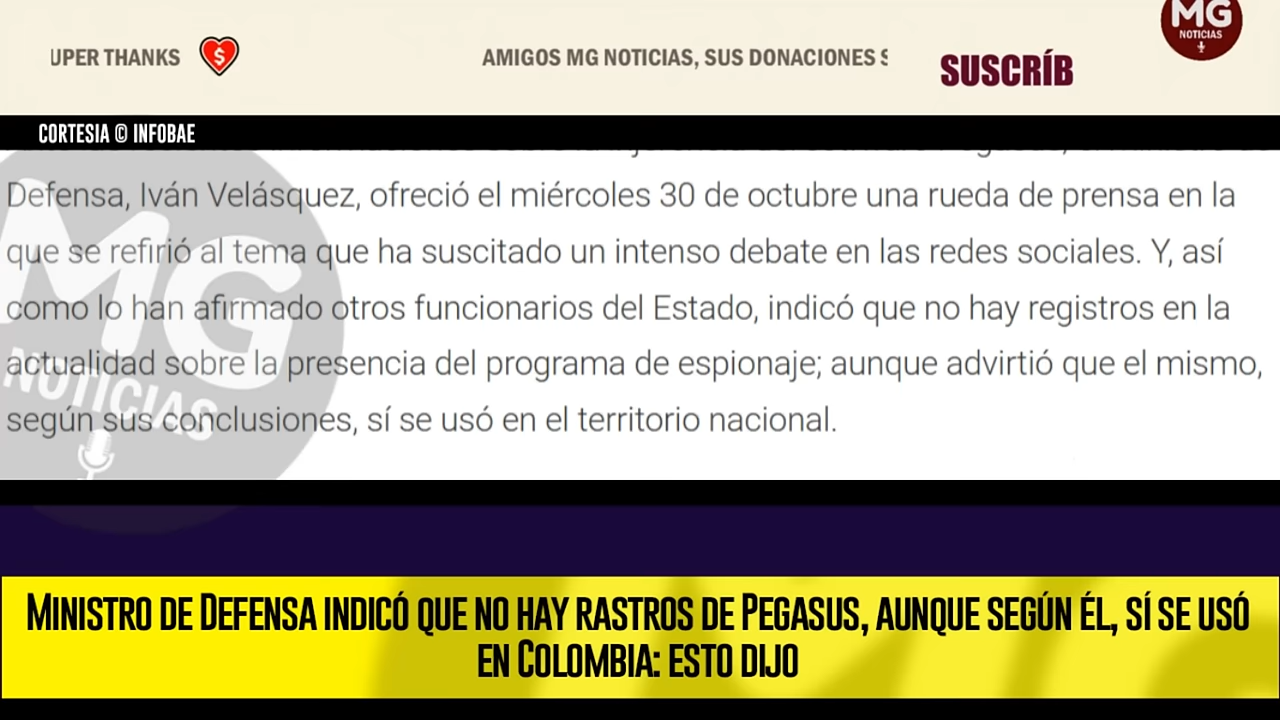 UPER THANKS
AMIGOS MG NOTICIAS, SUS DONACIONES S
SUSCRÍB
MG
NOTICIAS
CORTESIA © INFOBAE
Defensa, Iván Velásquez, ofreció el miércoles 30 de octubre una rueda de prensa en la
que se refirió al tema que ha suscitado un intenso debate en las redes sociales. Y, así
como lo han afirmado otros funcionarios del Estado, indicó que no hay registros en la
actualidad sobre la presencia del programa de espionaje; aunque advirtió que el mismo,
según sus conclusiones, sí se usó en el territorio nacional.
MG
NOTICIAS
MINISTRO DE DEFENSA INDICÓ QUE NO HAY RASTROS DE PEGASUS, AUNQUE SEGÚN ÉL, SÍ SE USÓ
EN COLOMBIA: ESTO DIJO